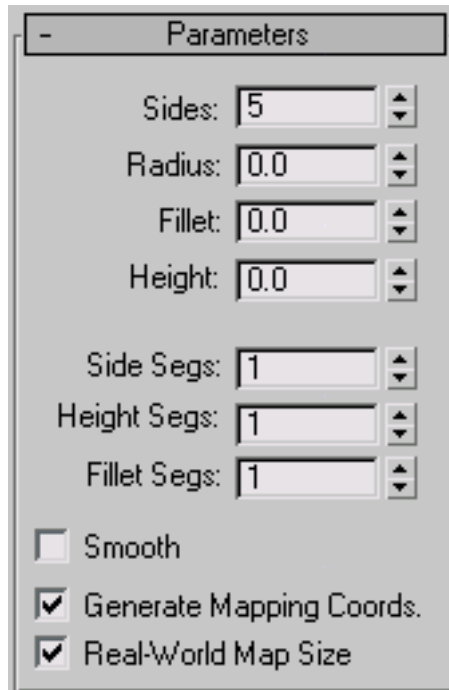 - Parameters
Sides: 5
Radius: 0.0
Fillet: 0.0
Height: 0.0
Side Segs: 1
Height Segs: 1
Fillet Segs: 1
Smooth
Generate Mapping Coords.
Real-World Map Size